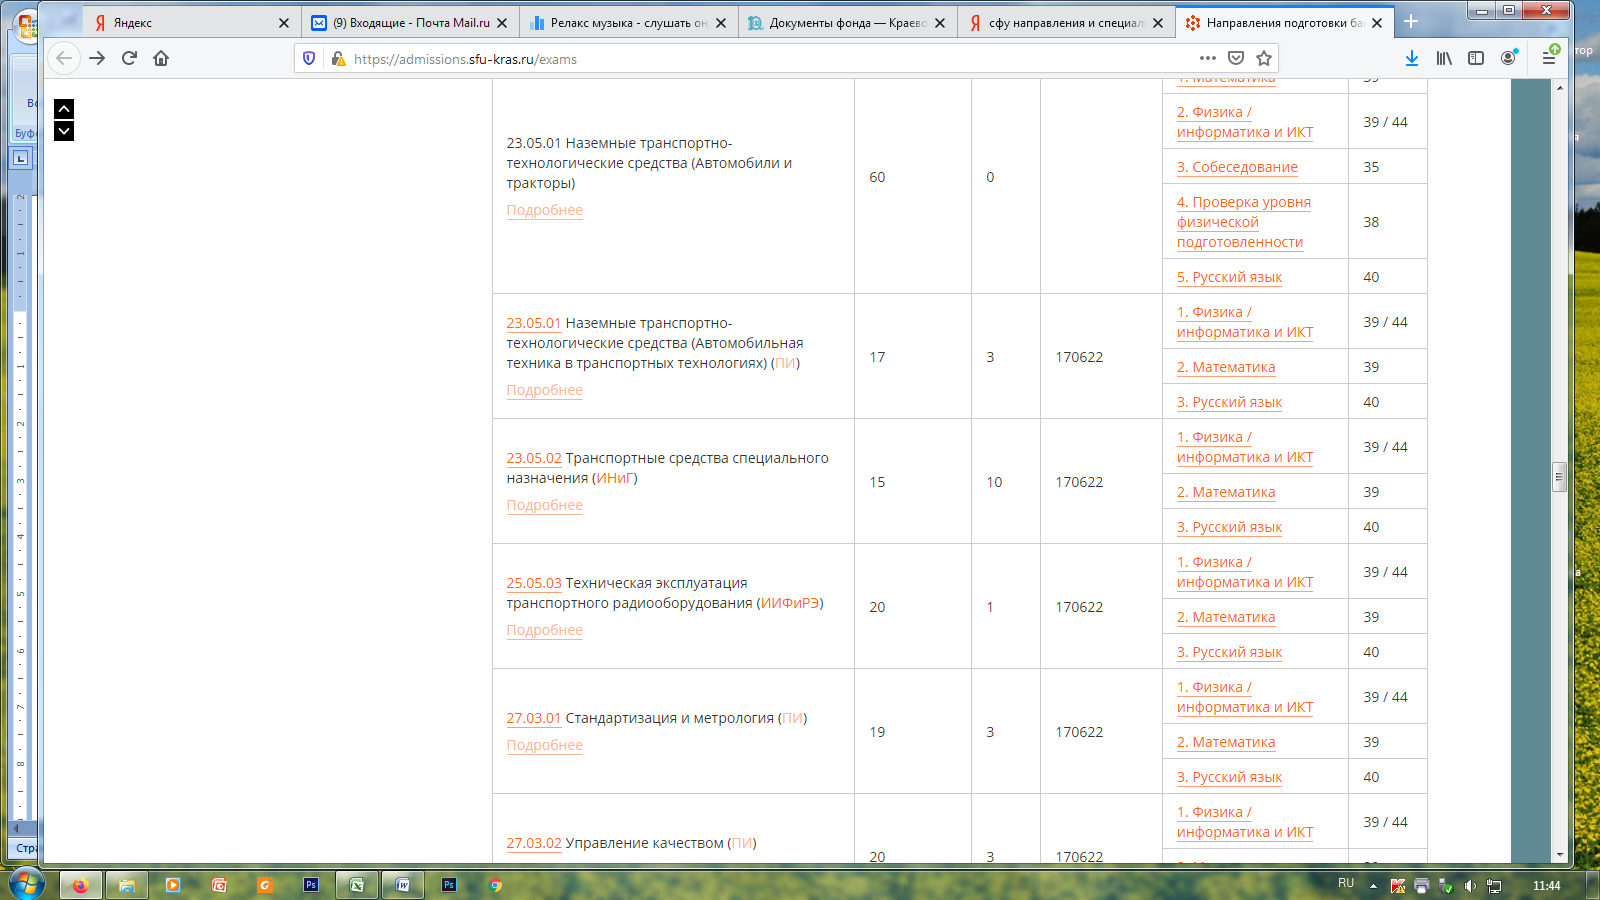 Яндекс
(9) Входящие - Почта Mail.ru
Релакс музыка - слушать он
Документы фонда — Краево
сфу направления и специал
Направления подготовки ба
https://admissions.sfu-kras.ru/exams
1. Математика
39
23.05.01 Наземные транспортно-
технологические средства (Автомобили и
тракторы)
Подробнее
60
0
2. Физика /
информатика и ИКТ
39 / 44
3. Собеседование
35
4. Проверка уровня
физической
подготовленности
38
5. Русский язык
40
23.05.01 Наземные транспортно-
технологические средства (Автомобильная
техника в транспортных технологиях) (ПИ)
Подробнее
17
3
170622
1. Физика /
информатика и ИКТ
39 / 44
2. Математика
39
3. Русский язык
40
23.05.02 Транспортные средства специального
назначения (ИНиГ)
Подробнее
15
10
170622
1. Физика /
информатика и ИКТ
39 / 44
2. Математика
39
3. Русский язык
40
25.05.03 Техническая эксплуатация
транспортного радиооборудования (ИИФиРЭ)
Подробнее
20
1
170622
1. Физика /
информатика и ИКТ
39 / 44
2. Математика
39
3. Русский язык
40
27.03.01 Стандартизация и метрология (ПИ)
Подробнее
19
3
170622
1. Физика /
информатика и ИКТ
39 / 44
2. Математика
39
3. Русский язык
40
27.03.02 Управление качеством (ПИ)
20
3
170622
1. Физика /
информатика и ИКТ
39 / 44
Вс
Буфе
Стра
тор
RU
11:44